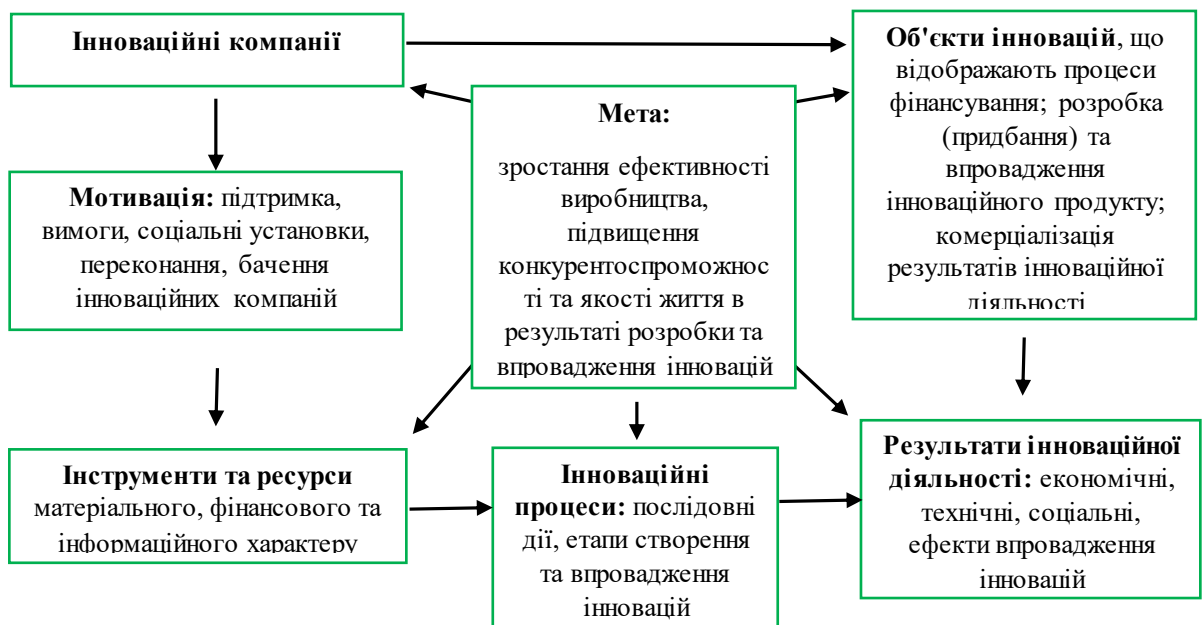 Інноваційні компанії
Об'єкти інновацій, що
відображають процеси
фінансування; розробка
(придбання) та
впровадження
інноваційного продукту;
комерціалізація
результатів інноваційної
діяльності
Мета:
зростання ефективності
виробництва,
підвищення
конкурентоспроможнос
ті та якості життя в
результаті розробки та
впровадження інновацій
Мотивація: підтримка,
вимоги, соціальні установки,
переконання, бачення
інноваційних компаній
Інструменти та ресурси
матеріального, фінансового та
інформаційного характеру
Інноваційні
процеси: послідовні
дії, етапи створення
та впровадження
інновацій
Результати інноваційної
діяльності: економічні,
технічні, соціальні,
ефекти впровадження
інновацій